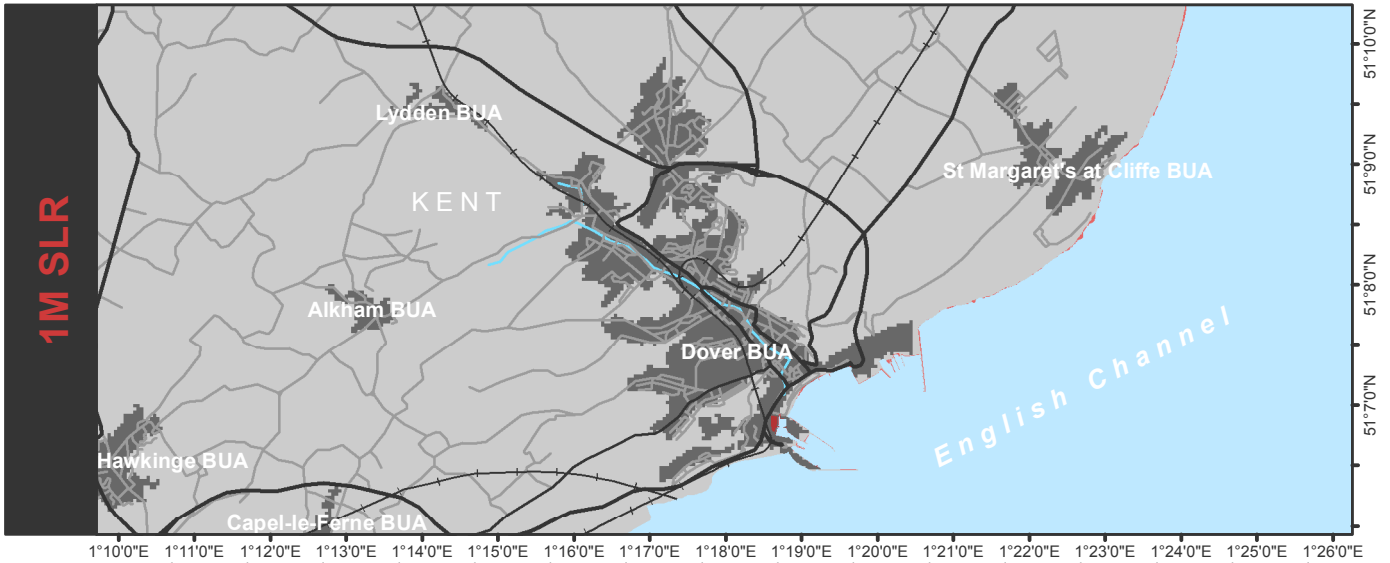 1M SLR
Lydden BUA
St Margaret's at Cliffe BUA
KENT
Alkham BUA
Dover BUA
English Channel
Hawkinge BUA
Capel-le-Ferne BUA
51°10'0"N
51°9'0"N
51°8'0"N
51°7'0"N
1°10'0"E 1°11'0"E 1°12'0"E 1°13'0"E 1°14'0"E 1°15'0"E 1°16'0"E 1°17'0"E 1°18'0"E 1°19'0"E 1°20'0"E 1°21'0"E 1°22'0"E 1°23'0"E 1°24'0"E 1°25'0"E 1°26'0"E